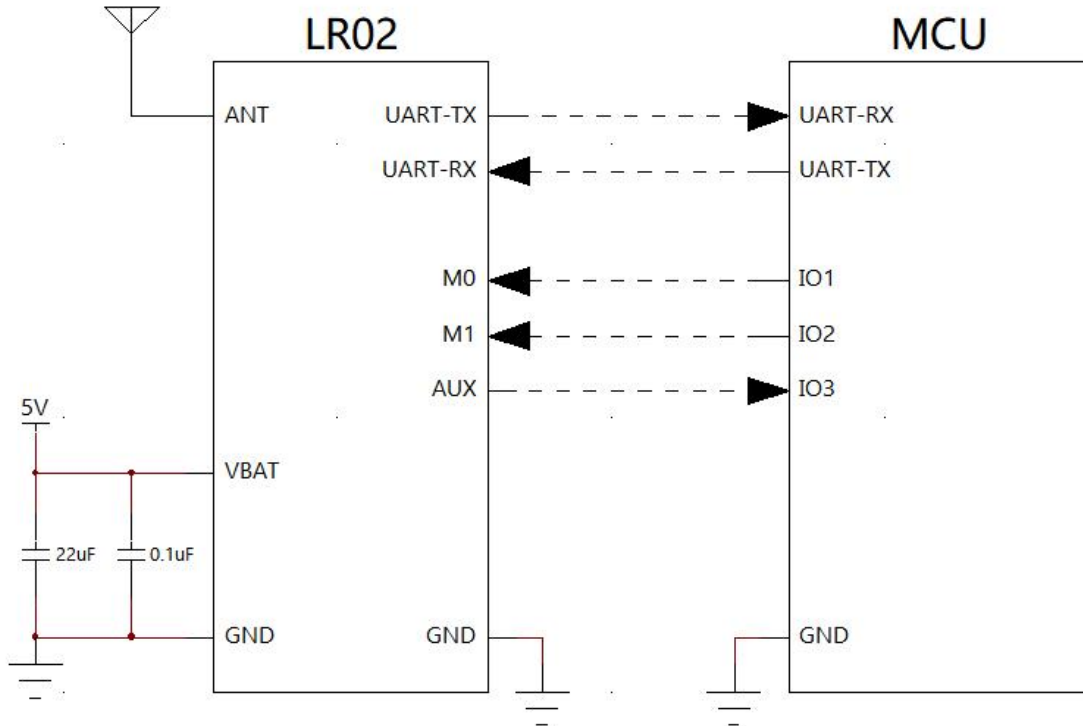 LR02
MCU
ANT
UART-TX
UART-RX
UART-RX
UART-TX
M0
IO1
M1
IO2
AUX
IO3
5V
VBAT
22uF
0.1uF
GND
GND
GND